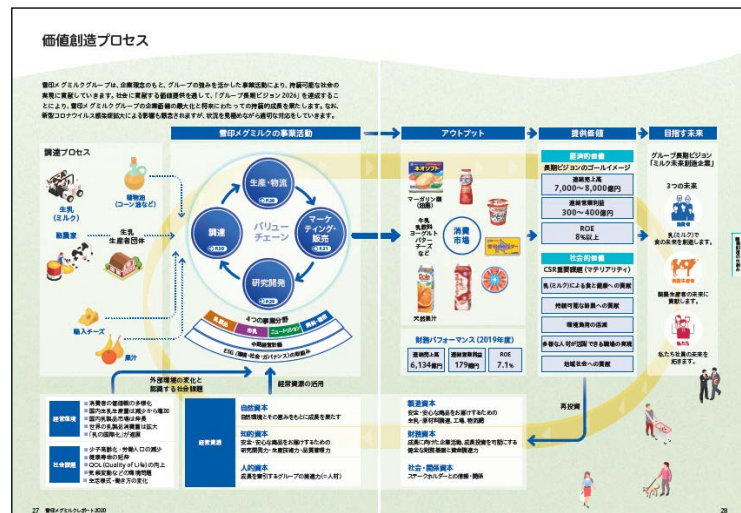 価値創造プロセス
雪印メグミルクグループは、企業理念のもと、グループの強みを活かした事業活動により、持続可能な社会の
実現に貢献していきます。社会に貢献する価値提供を通して、「グループ長期ビジョン2026」を達成するこ
とにより、雪印メグミルクグループの企業価値の最大化と将来にわたっての持続的成長を果たします。なお、
新型コロナウイルス感染症拡大による影響も懸念されますが、状況を見極めながら適切な対応をしていきます。
雪印メグミルクの事業活動
アウトプット
提供価値
目指す未来
調達プロセス
生乳
(ミルク)
植物油
(コーン油など)
酪農家
生乳
生産者団体
輸入チーズ
果汁
生産・物流
調達
バリュー
チェーン
マーケ
ティング・
販売
研究開発
4つの事業分野
乳製品
市乳
ニュートリション
飼料・種苗
中期経営計画
ESG(環境・社会・ガバナンス)の取組み
マーガリン類
(油脂)
牛乳
乳飲料
ヨーグルト
バター
チーズ
など
天然果汁
消費
市場
財務パフォーマンス(2019年度)
連結売上高
6,134億円
連結営業利益
179億円
ROE
7.1%
経済的価値
長期ビジョンのゴールイメージ
連結売上高
7,000~8,000億円
連結営業利益
300~400億円
ROE
8%以上
社会的価値
CSR重要課題(マテリアリティ)
乳(ミルク)による食と健康への貢献
持続可能な酪農への貢献
環境負荷の低減
多様な人材が活躍できる職場の実現
地域社会への貢献
グループ長期ビジョン
「ミルク未来創造企業」
3つの未来
消費者
乳(ミルク)で
食の未来を創造します。
酪農生産者
酪農生産者の未来に
貢献します。
私たち
私たち社員の未来を
拓きます。
外部環境の変化と
認識する社会課題
経営資源の活用
再投資
経営環境
消費者の価値観の多様化
国内生乳生産量は減少から増加
国内乳製品市場は伸長
世界の乳製品消費量は拡大
「乳の国際化」が進展
社会課題
少子高齢化・労働人口の減少
健康寿命の延伸
QOL(Quality of Life)の向上
気候変動などの環境問題
生活様式・働き方の変化
経営資源
自然資本
自然環境とその恵みをもとに成長を果たす
知的資本
安全・安心な商品をお届けするための
研究開発力・生産技術力・品質管理力
人的資本
成長を牽引するグループの推進力(=人材)
製造資本
安全・安心な商品をお届けするための
生乳・原材料調達、工場、物流網
財務資本
成長に向けた企業活動、成長投資を可能にする
健全な財務基盤と資金調達力
社会・関係資本
ステークホルダーとの信頼・関係
27 雪印メグミルクレポート2020
28